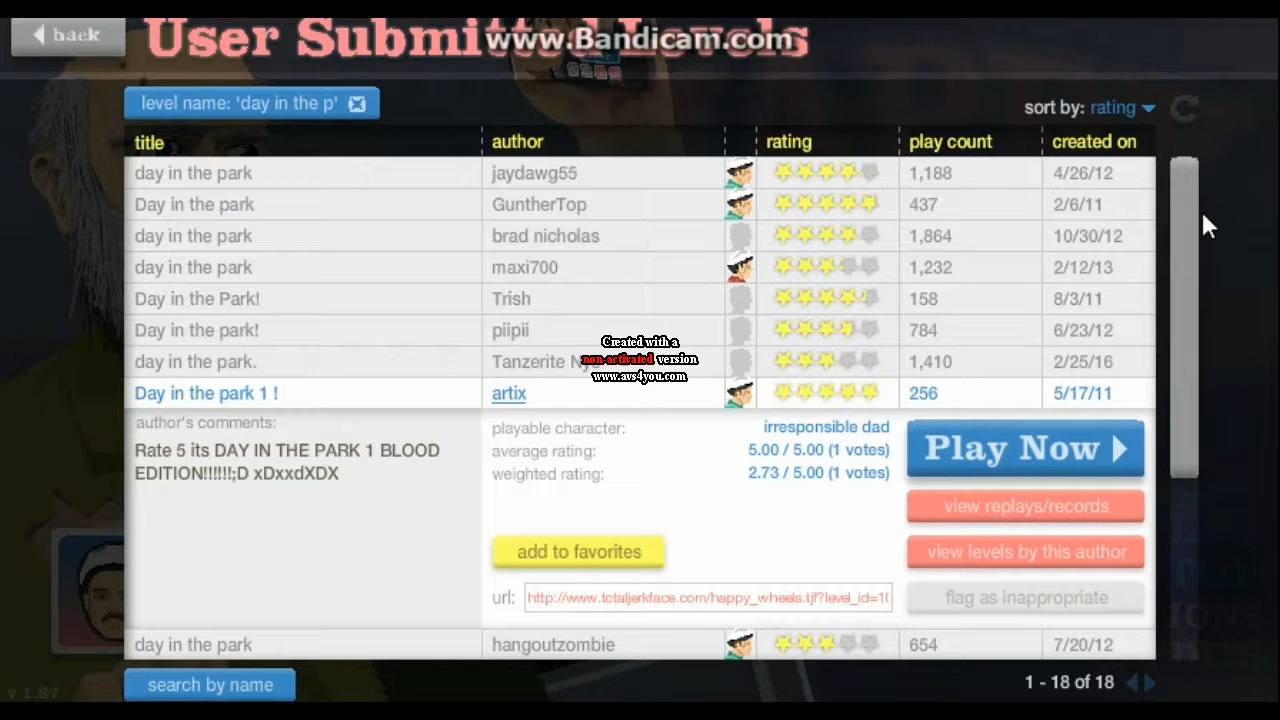 back
User Submitted Levels
www.Bandicam.com
level name: 'day in the p'
sort by: rating
title author rating play count created on
day in the park jaydawg55 1,188 4/26/12
Day in the park GuntherTop 437 2/6/11
day in the park brad nicholas 1,864 10/30/12
day in the park maxi700 1,232 2/12/13
Day in the Park! Trish 158 8/3/11
Day in the park! piipii 784 6/23/12
Created with a
non-activated version
www.avs4you.com
day in the park. Tanzerite 1,410 2/25/16
Day in the park 1 ! artix 256 5/17/11
author's comments:
Rate 5 its DAY IN THE PARK 1 BLOOD
EDITION!!!!!!;D xDxxdXDX
playable character: irresponsible dad
average rating: 5.00 / 5.00 (1 votes)
weighted rating: 2.73 / 5.00 (1 votes)
add to favorites
url: http://www.totaljerkface.com/happy_wheels.tjf?level_id=1
Play Now
view replays/records
view levels by this author
flag as inappropriate
day in the park hangoutzombie 654 7/20/12
search by name
1 - 18 of 18
v 1.87